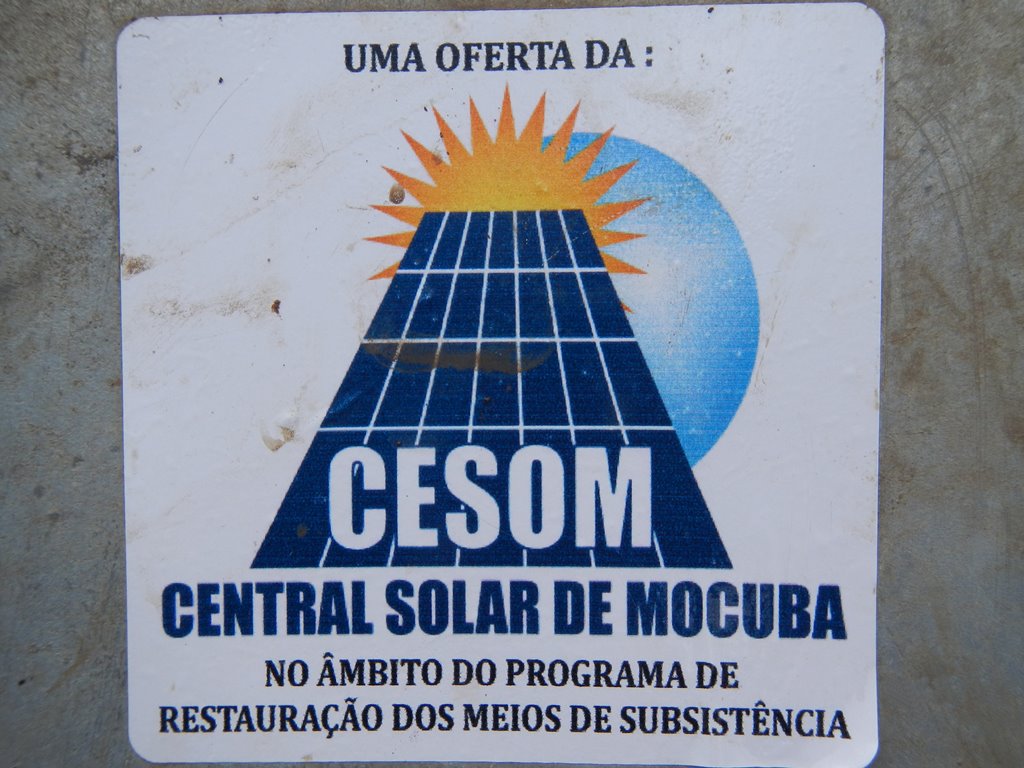 UMA OFERTA DA :
CESOM
CENTRAL SOLAR DE MOCUBA
NO ÂMBITO DO PROGRAMA DE
RESTAURAÇÃO DOS MEIOS DE SUBSISTÊNCIA